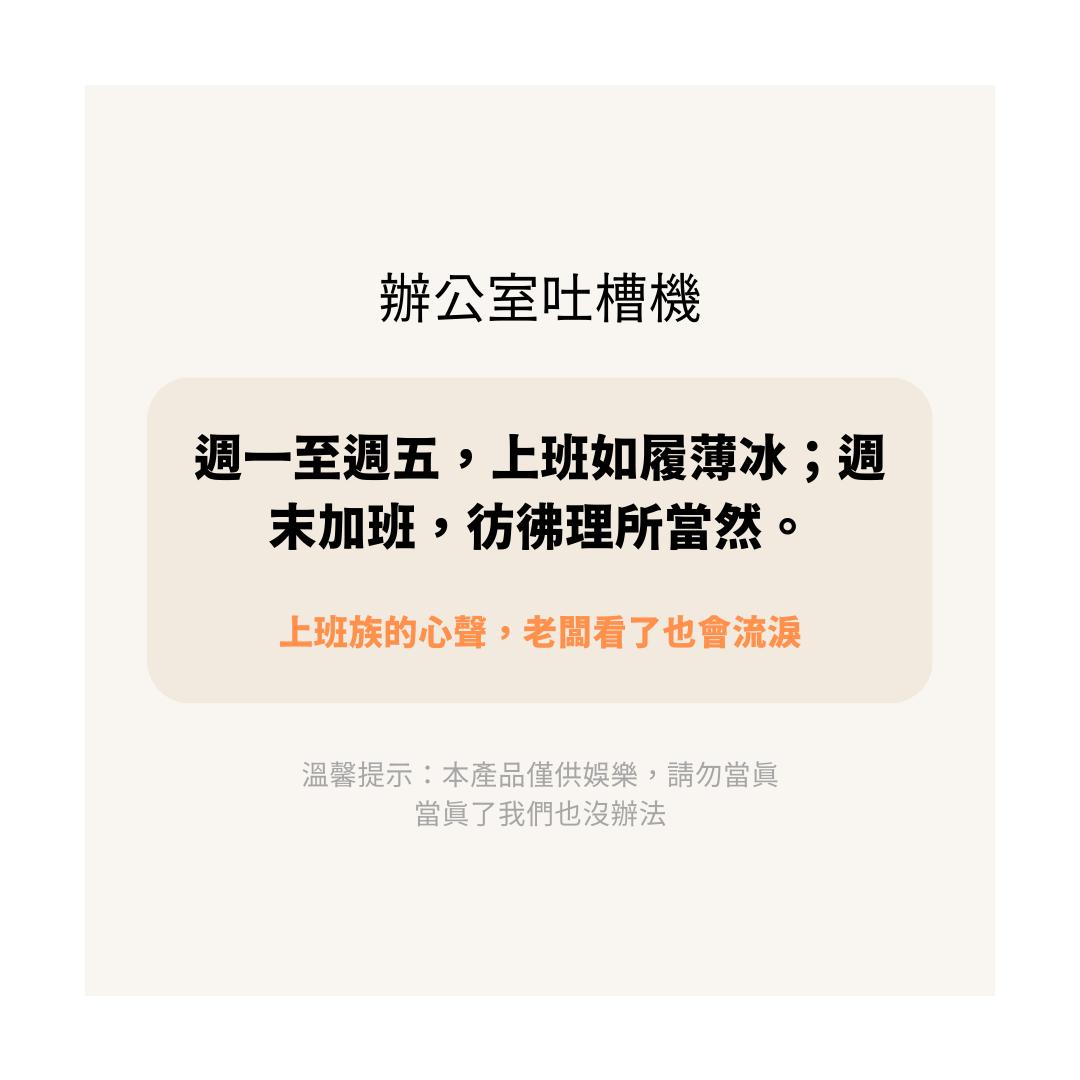 辦公室吐槽機
週一至週五，上班如履薄冰；週
末加班，彷彿理所當然。
上班族的心聲，老闆看了也會流淚
溫馨提示：本產品僅供娛樂，請勿當真
當真了我們也沒辦法